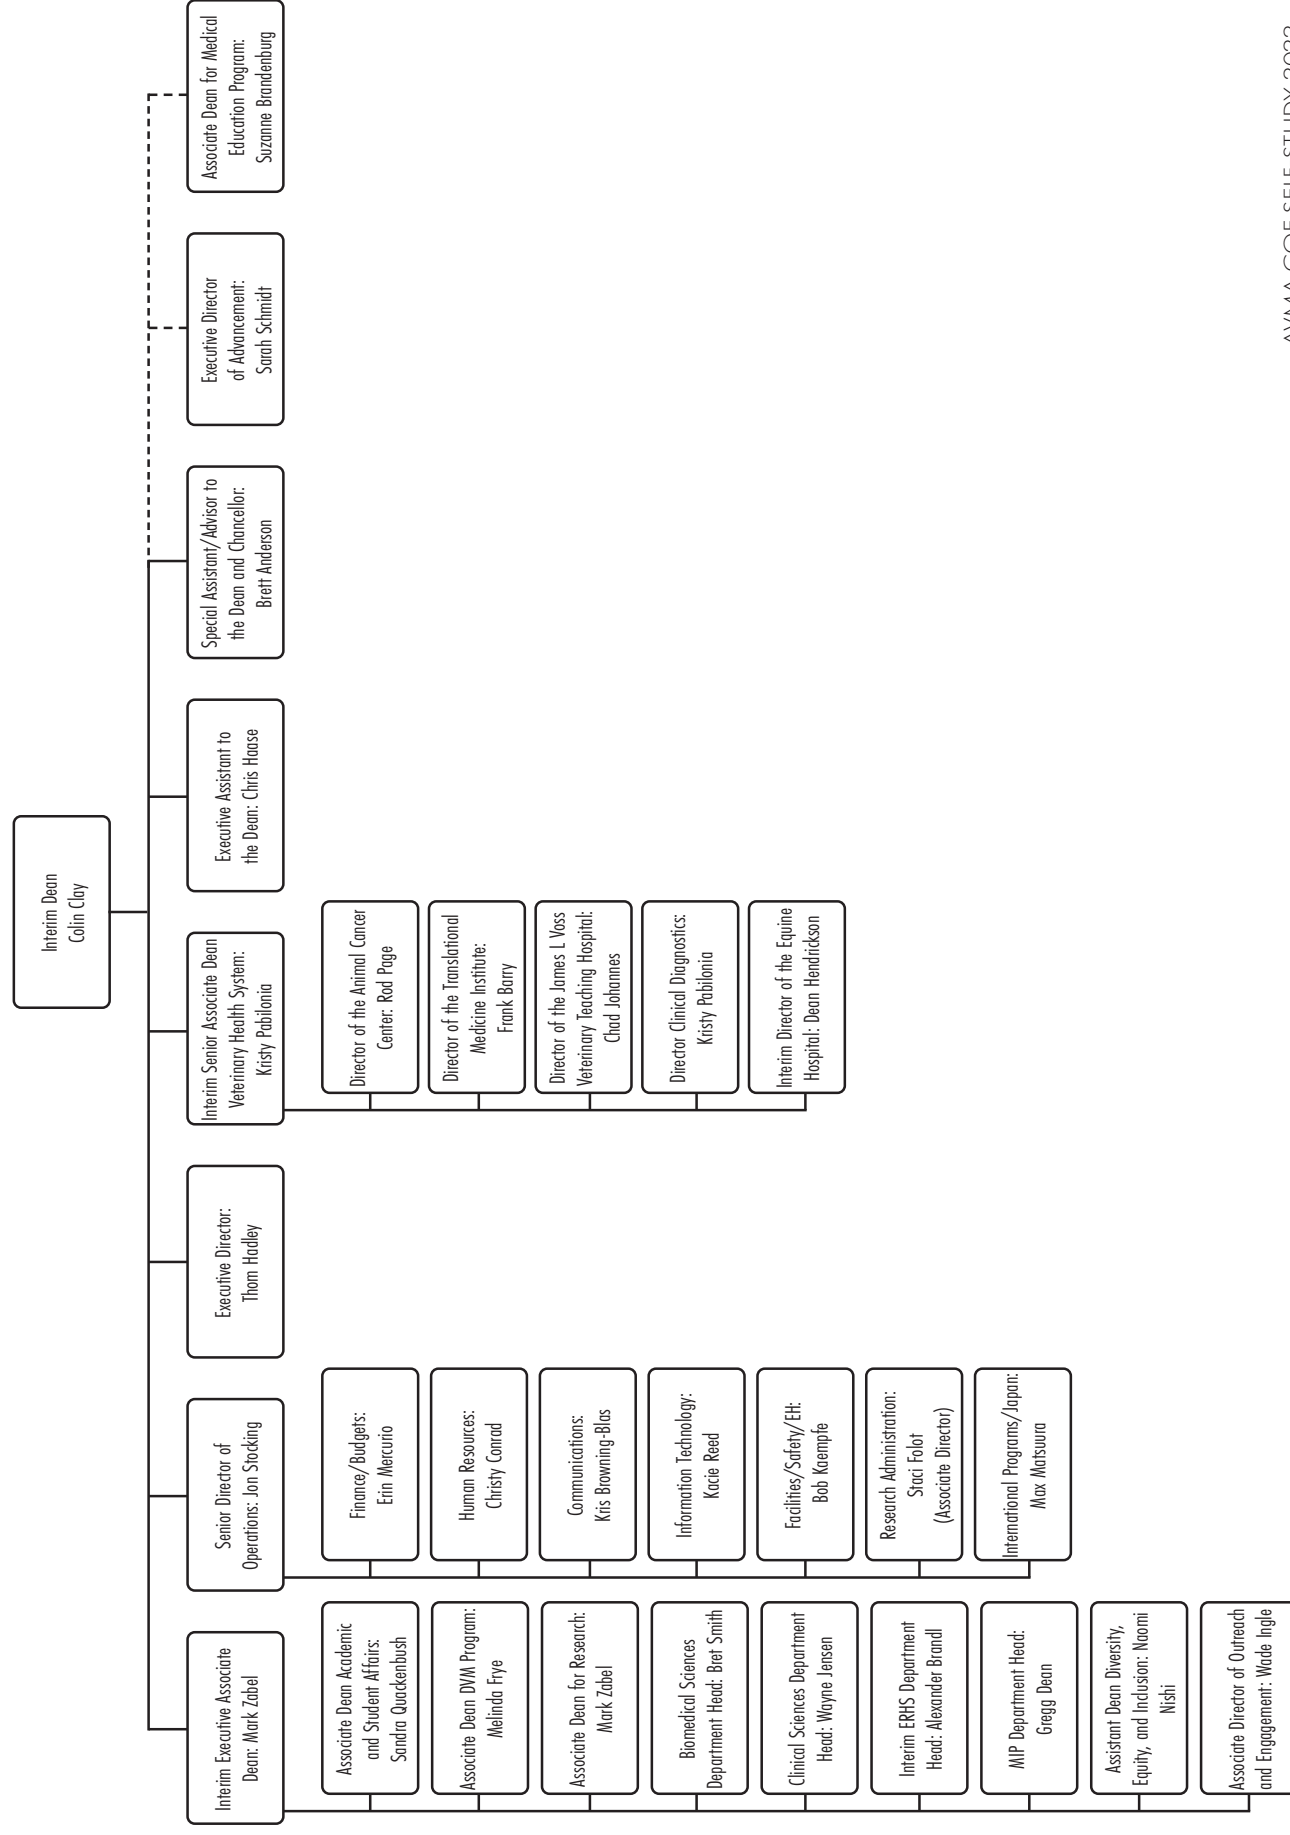 Interim Dean
Colin Clay
Interim Executive Associate
Dean: Mark Zabel
Associate Dean Academic
and Student Affairs:
Sandra Quackenbush
Associate Dean DVM Program:
Melinda Frye
Associate Dean for Research:
Mark Zabel
Biomedical Sciences
Department Head: Bret Smith
Clinical Sciences Department
Head: Wayne Jensen
Interim ERHS Department
Head: Alexander Brandl
MIP Department Head:
Gregg Dean
Assistant Dean Diversity,
Equity, and Inclusion: Naomi
Nishi
Associate Director of Outreach
and Engagement: Wade Ingle
Senior Director of
Operations: Jon Stocking
Finance/Budgets:
Erin Mercurio
Human Resources:
Christy Conrad
Communications:
Kris Browning-Blas
Information Technology:
Kacie Reed
Facilities/Safety/EH:
Bob Kaempfe
Research Administration:
Staci Folot
(Associate Director)
International Programs/Japan:
Max Matsuura
Executive Director:
Thom Hadley
Interim Senior Associate Dean
Veterinary Health System:
Kristy Pabilonia
Director of the Animal Cancer
Center: Rod Page
Director of the Translational
Medicine Institute:
Frank Barry
Director of the James L Voss
Veterinary Teaching Hospital:
Chad Johannes
Director Clinical Diagnostics:
Kristy Pabilonia
Interim Director of the Equine
Hospital: Dean Hendrickson
Executive Assistant to
the Dean: Chris Haase
Special Assistant/Advisor to
the Dean and Chancellor:
Brett Anderson
Executive Director
of Advancement:
Sarah Schmidt
Associate Dean for Medical
Education Program:
Suzanne Brandenburg
AVMA COE SELF-STUDY 2022